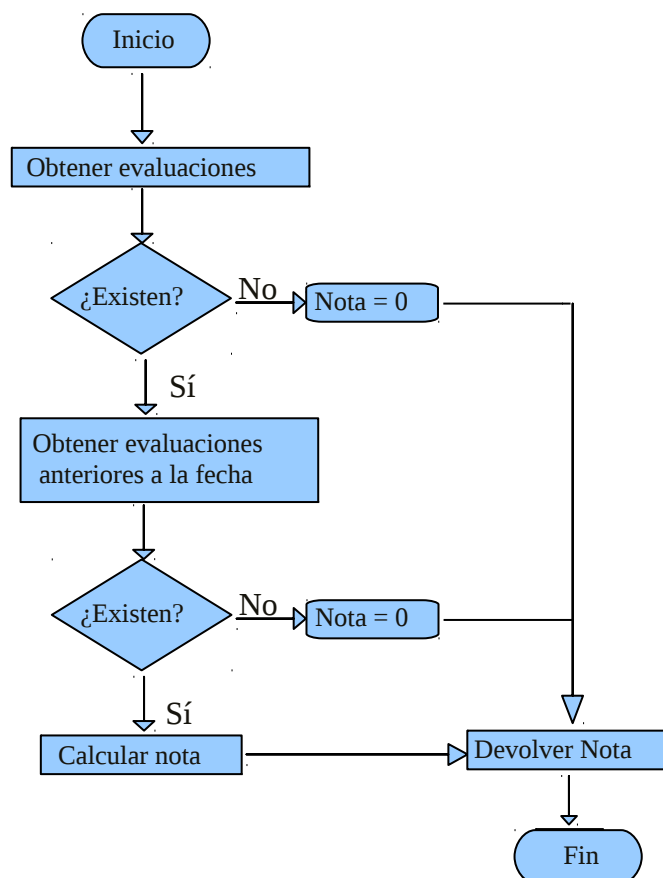 Inicio
Obtener evaluaciones
¿Existen?
No
Nota = 0
Sí
Obtener evaluaciones
anteriores a la fecha
¿Existen?
No
Nota = 0
Sí
Calcular nota
Devolver Nota
Fin